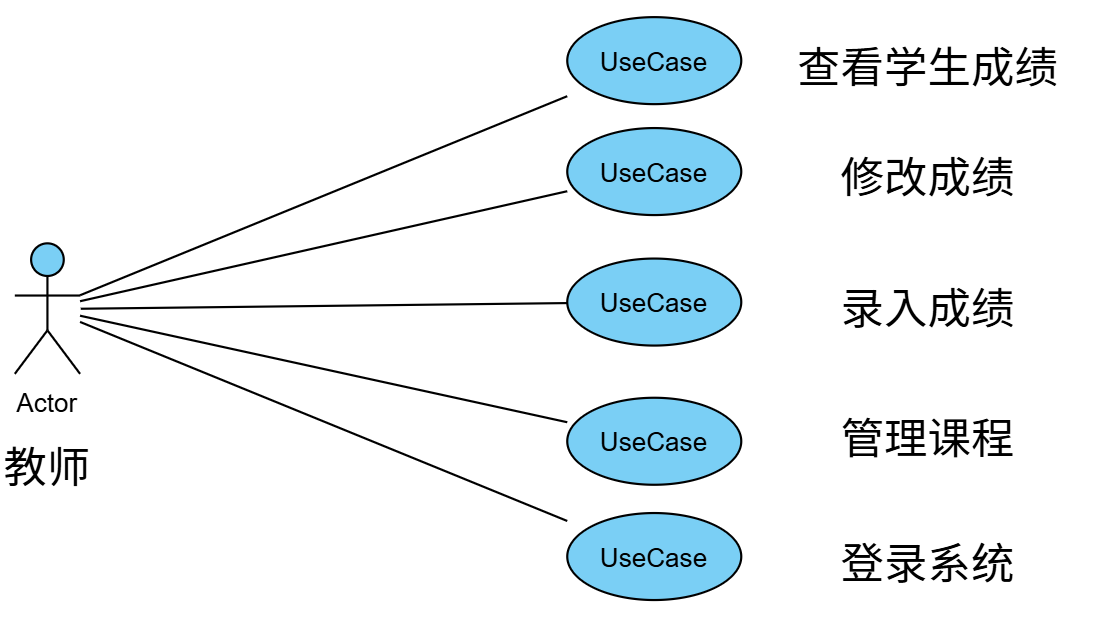 UseCase
查看学生成绩
UseCase
修改成绩
UseCase
录入成绩
Actor
教师
UseCase
管理课程
UseCase
登录系统